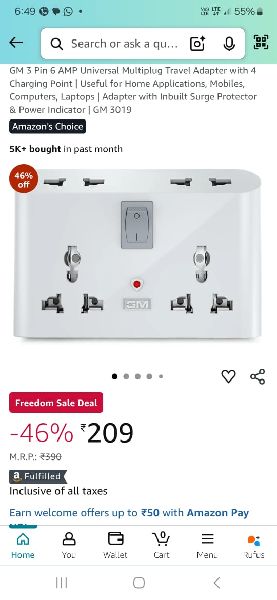 6:49
55%
Search or ask a qu...
GM 3 Pin 6 AMP Universal Multiplug Travel Adapter with 4
Charging Point | Useful for Home Applications, Mobiles,
Computers, Laptops | Adapter with Inbuilt Surge Protector
& Power Indicator | GM 3019
Amazon's Choice
5K+ bought in past month
46%
off
GM
Freedom Sale Deal
-46% ₹209
M.R.P.: ₹390
a Fulfilled
Inclusive of all taxes
Earn welcome offers up to ₹50 with Amazon Pay
Home You Wallet 0 Cart Menu Rufus